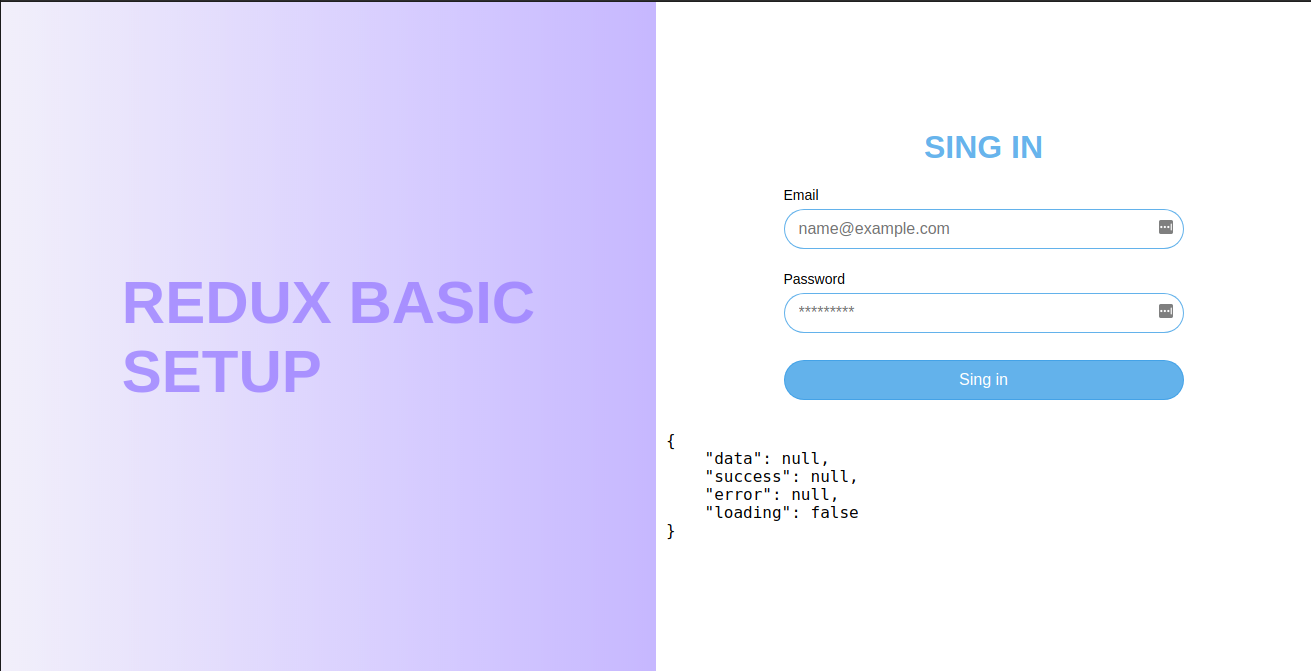 REDUX BASIC
SETUP
SING IN
Email
name@example.com
Password
*********
Sing in
{
    "data": null,
    "success": null,
    "error": null,
    "loading": false
}